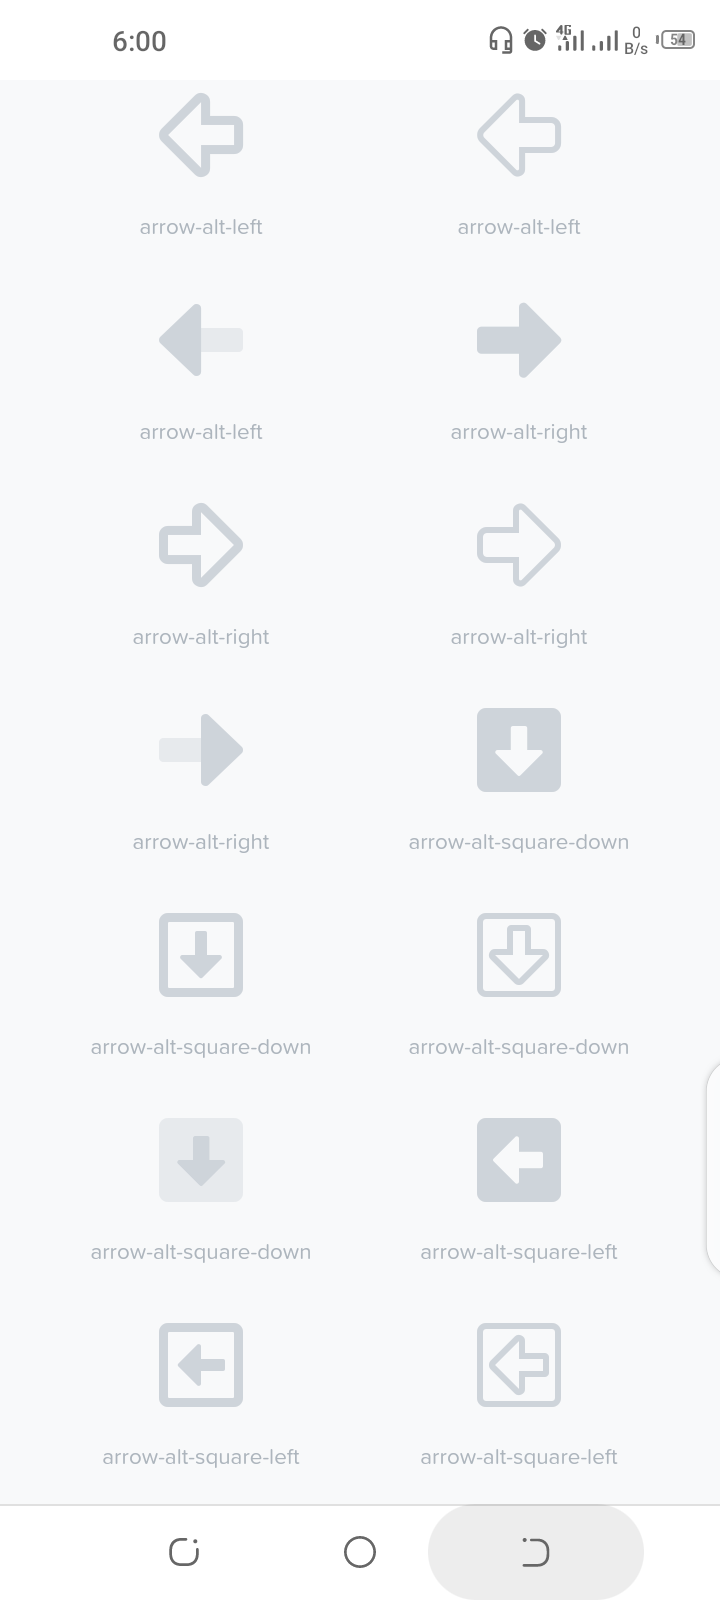 6:00
4G
0
B/s
54
arrow-alt-left
arrow-alt-left
arrow-alt-left
arrow-alt-right
arrow-alt-right
arrow-alt-right
arrow-alt-right
arrow-alt-square-down
arrow-alt-square-down
arrow-alt-square-down
arrow-alt-square-down
arrow-alt-square-left
arrow-alt-square-left
arrow-alt-square-left